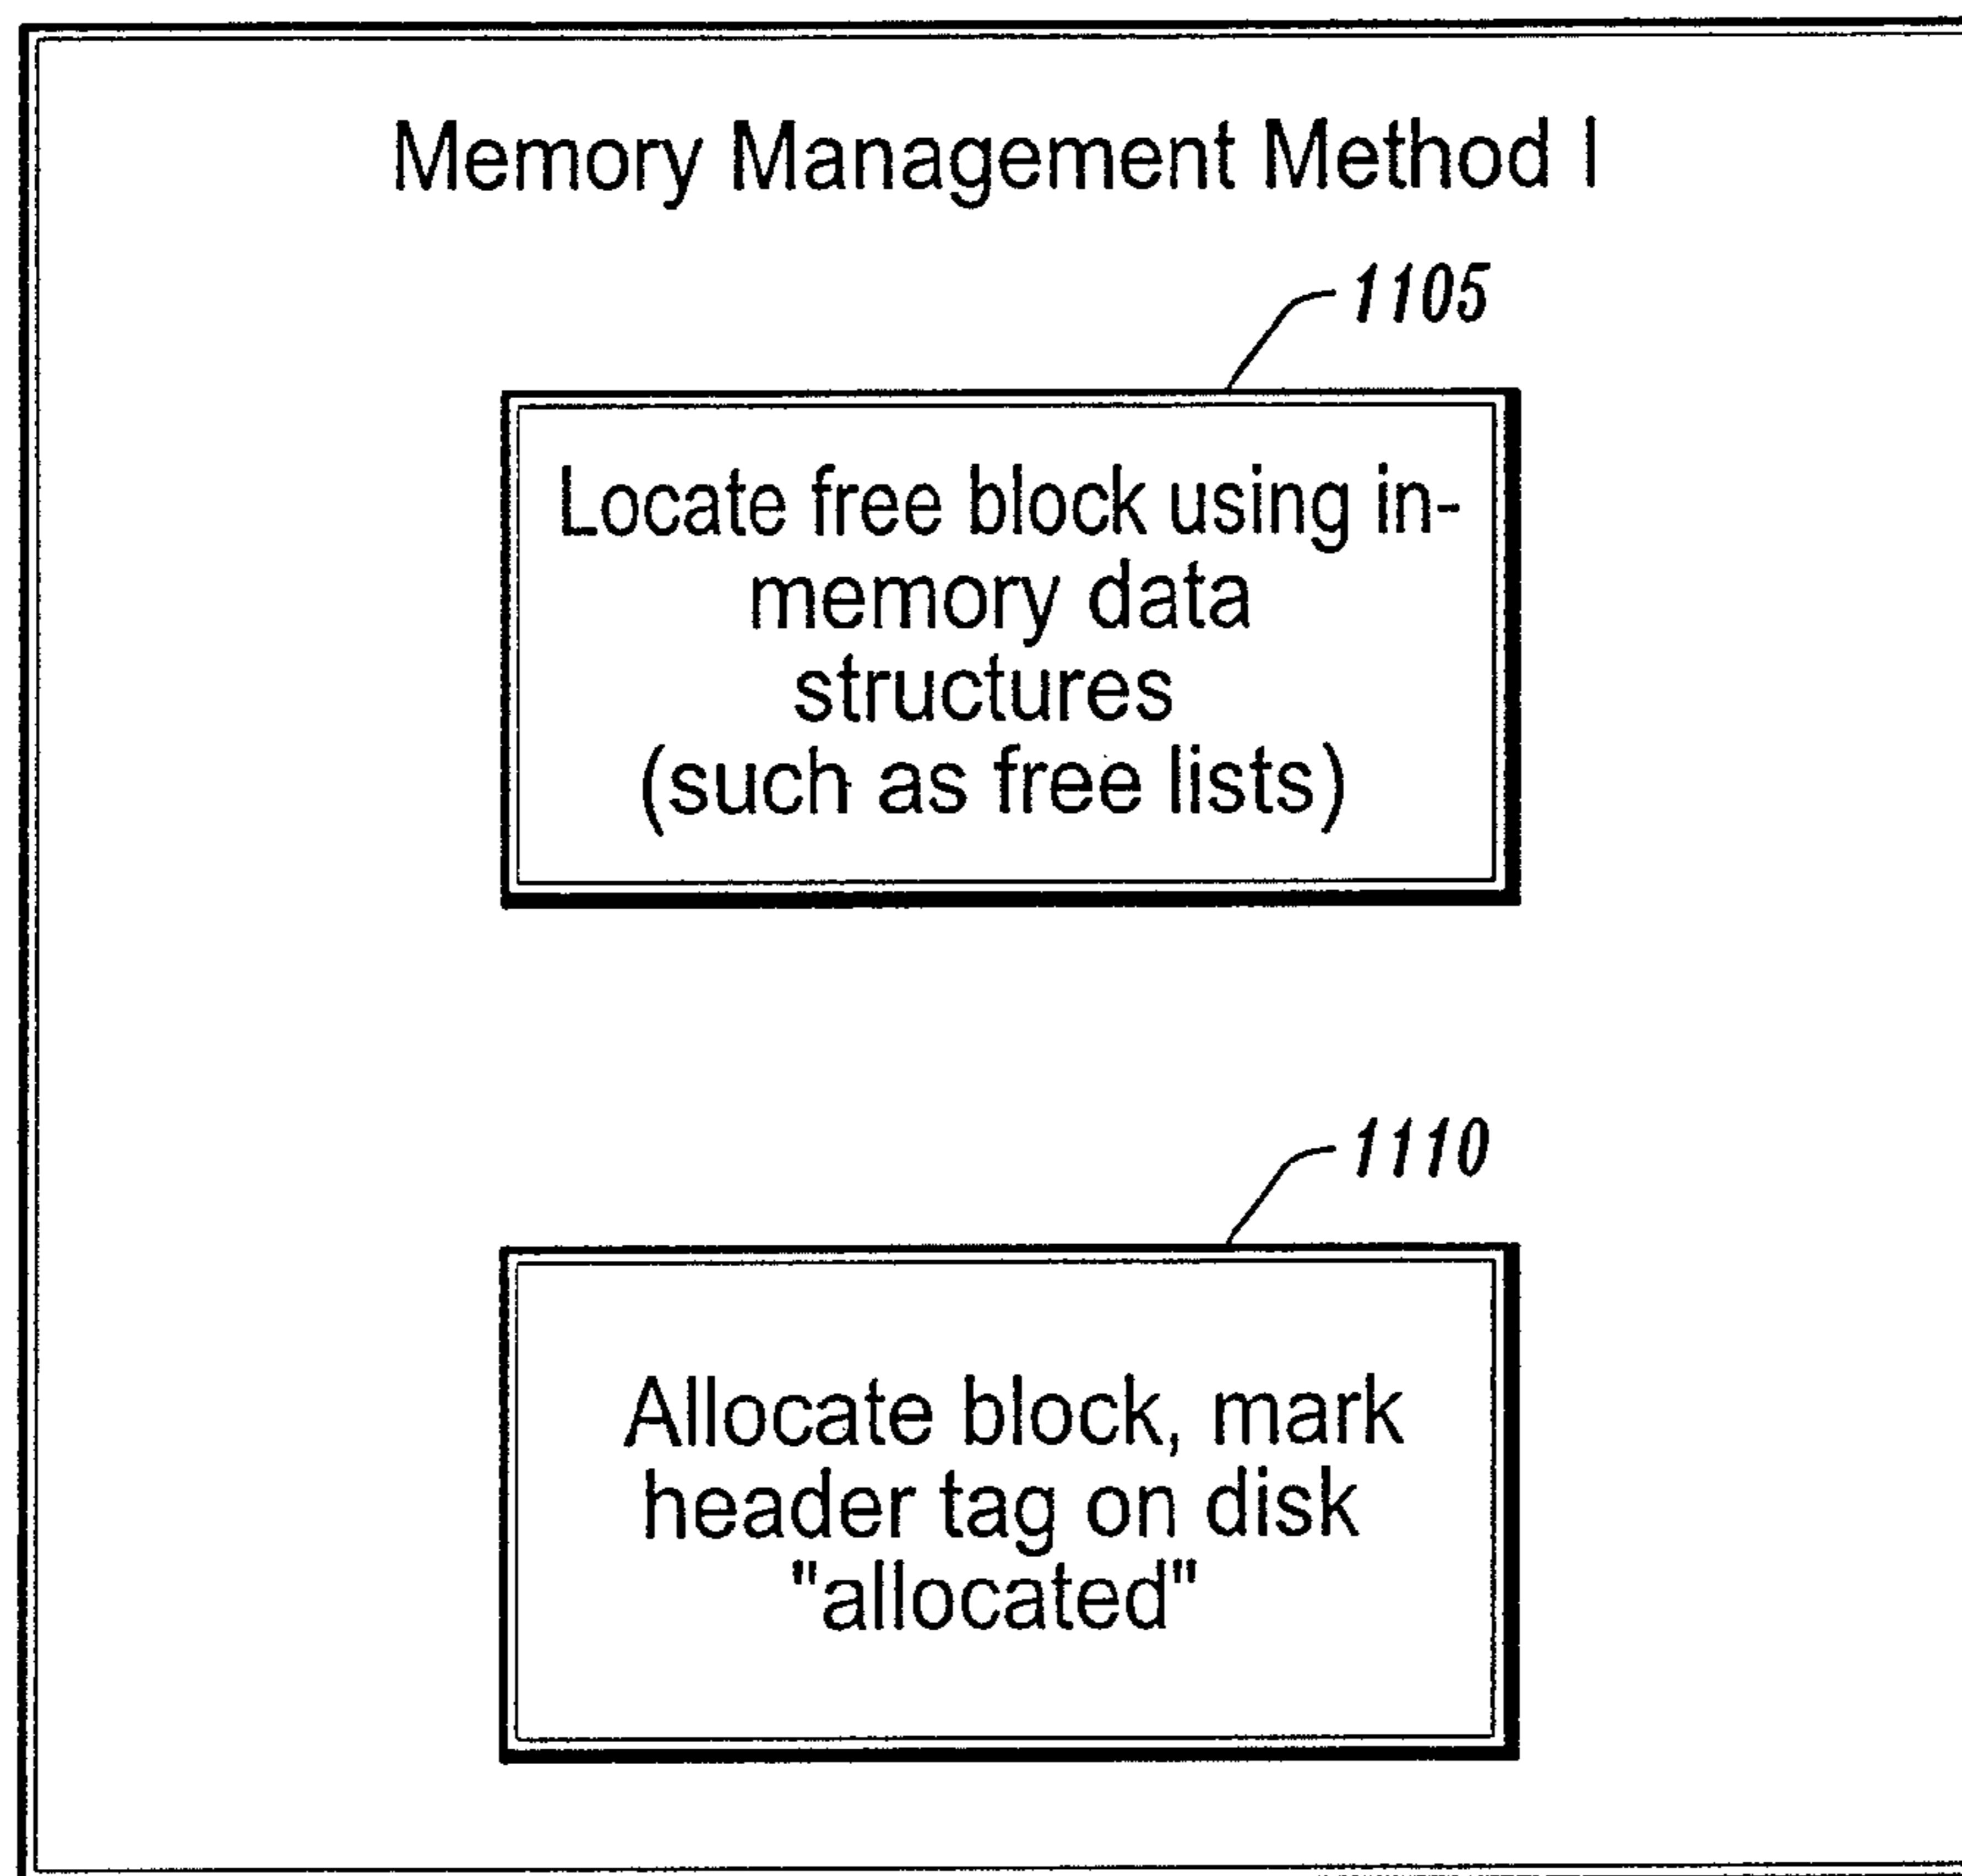 Memory Management Method I
1105
Locate free block using in-
memory data
structures
(such as free lists)
1110
Allocate block, mark
header tag on disk
"allocated"